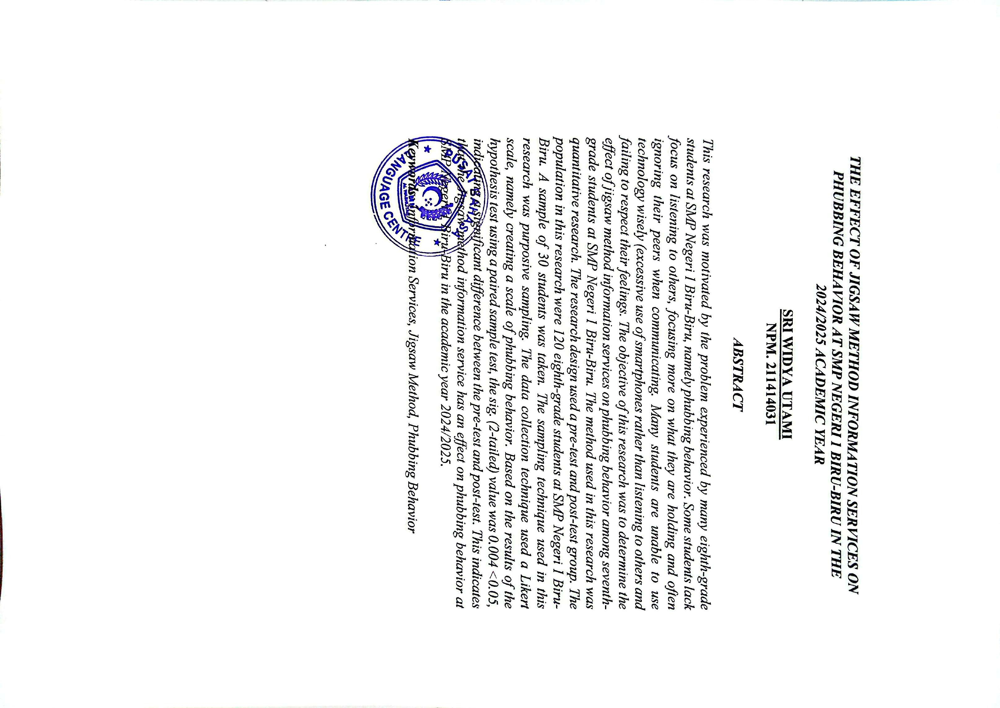 THE EFFECT OF JIGSAW METHOD INFORMATION SERVICES ON
PHUBBING BEHAVIOR AT SMP NEGERI 1 BIRU-BIRU IN THE
2024/2025 ACADEMIC YEAR
SRI WIDYA UTAMI
NPM. 211414031
ABSTRACT
This research was motivated by the problem experienced by many eighth-grade
students at SMP Negeri 1 Biru-Biru, namely phubbing behavior. Some students lack
focus on listening to others, focusing more on what they are holding and often
ignoring their peers when communicating. Many students are unable to use
technology wisely (excessive use of smartphones rather than listening to others and
failing to respect their feelings. The objective of this research was to determine the
effect of jigsaw method information services on phubbing behavior among seventh-
grade students at SMP Negeri 1 Biru-Biru. The method used in this research was
quantitative research. The research design used a pre-test and post-test group. The
population in this research were 120 eighth-grade students at SMP Negeri 1 Biru-
Biru. A sample of 30 students was taken. The sampling technique used in this
research was purposive sampling. The data collection technique used a Likert
scale, namely creating a scale of phubbing behavior. Based on the results of the
hypothesis test using a paired sample test, the sig. (2-tailed) value was 0.004 <0.05,
indicating a significant difference between the pre-test and post-test. This indicates
that the Jigsaw method information service has an effect on phubbing behavior at
SMP Negeri 1 Biru-Biru in the academic year 2024/2025.
Keywords: Information Services, Jigsaw Method, Phubbing Behavior
PUSAT BAHASA
LANGUAGE CENTRE